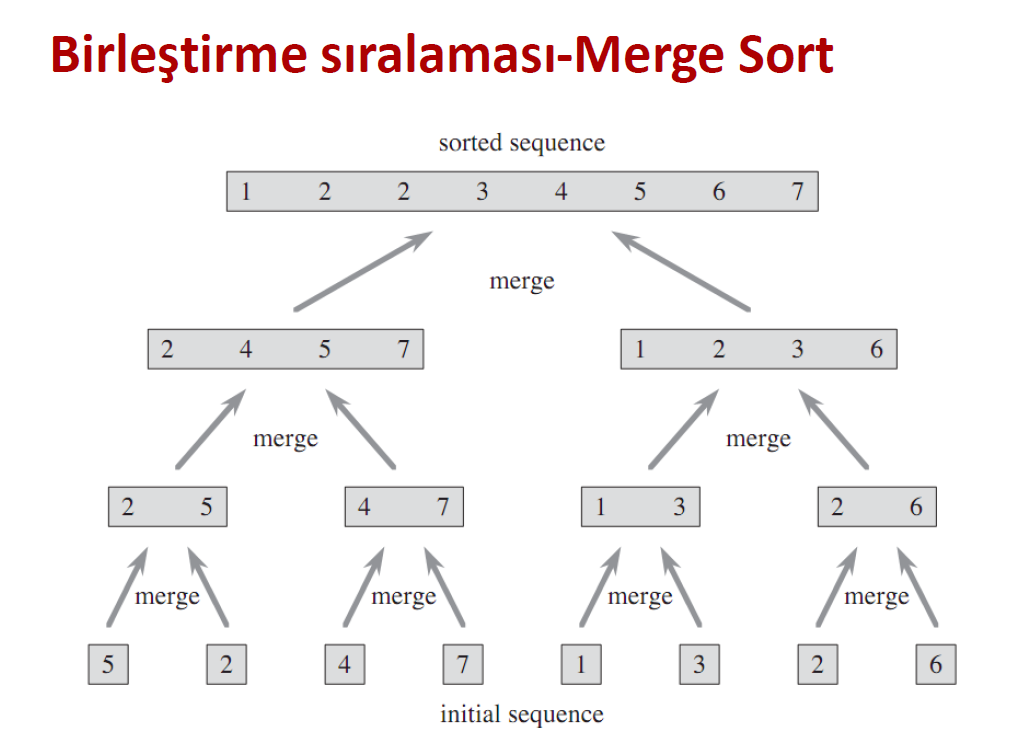 Birleştirme sıralaması-Merge Sort
sorted sequence
1 2 2 3 4 5 6 7
merge
2 4 5 7 1 2 3 6
merge merge
2 5 4 7 1 3 2 6
merge merge merge merge
5 2 4 7 1 3 2 6
initial sequence